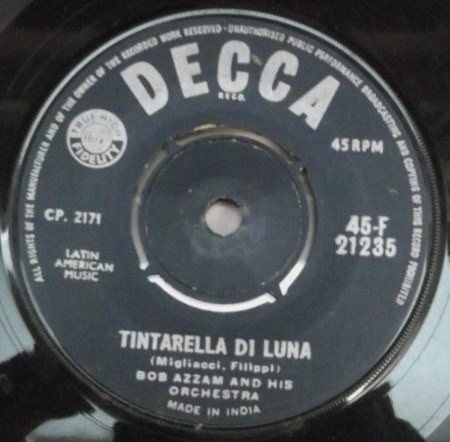 ALL RIGHTS OF THE MANUFACTURER AND OF THE OWNER OF THE RECORDED WORK RESERVED - UNAUTHORISED PUBLIC PERFORMANCE BROADCASTING AND COPYING OF THIS RECORD PROHIBITED
DECCA
REGD.
TRUE HIGH
FIDELITY
45 RPM
CP. 2171
45-F
21235
LATIN
AMERICAN
MUSIC
TINTARELLA DI LUNA
(Migliacci, Filippi)
BOB AZZAM AND HIS
ORCHESTRA
MADE IN INDIA